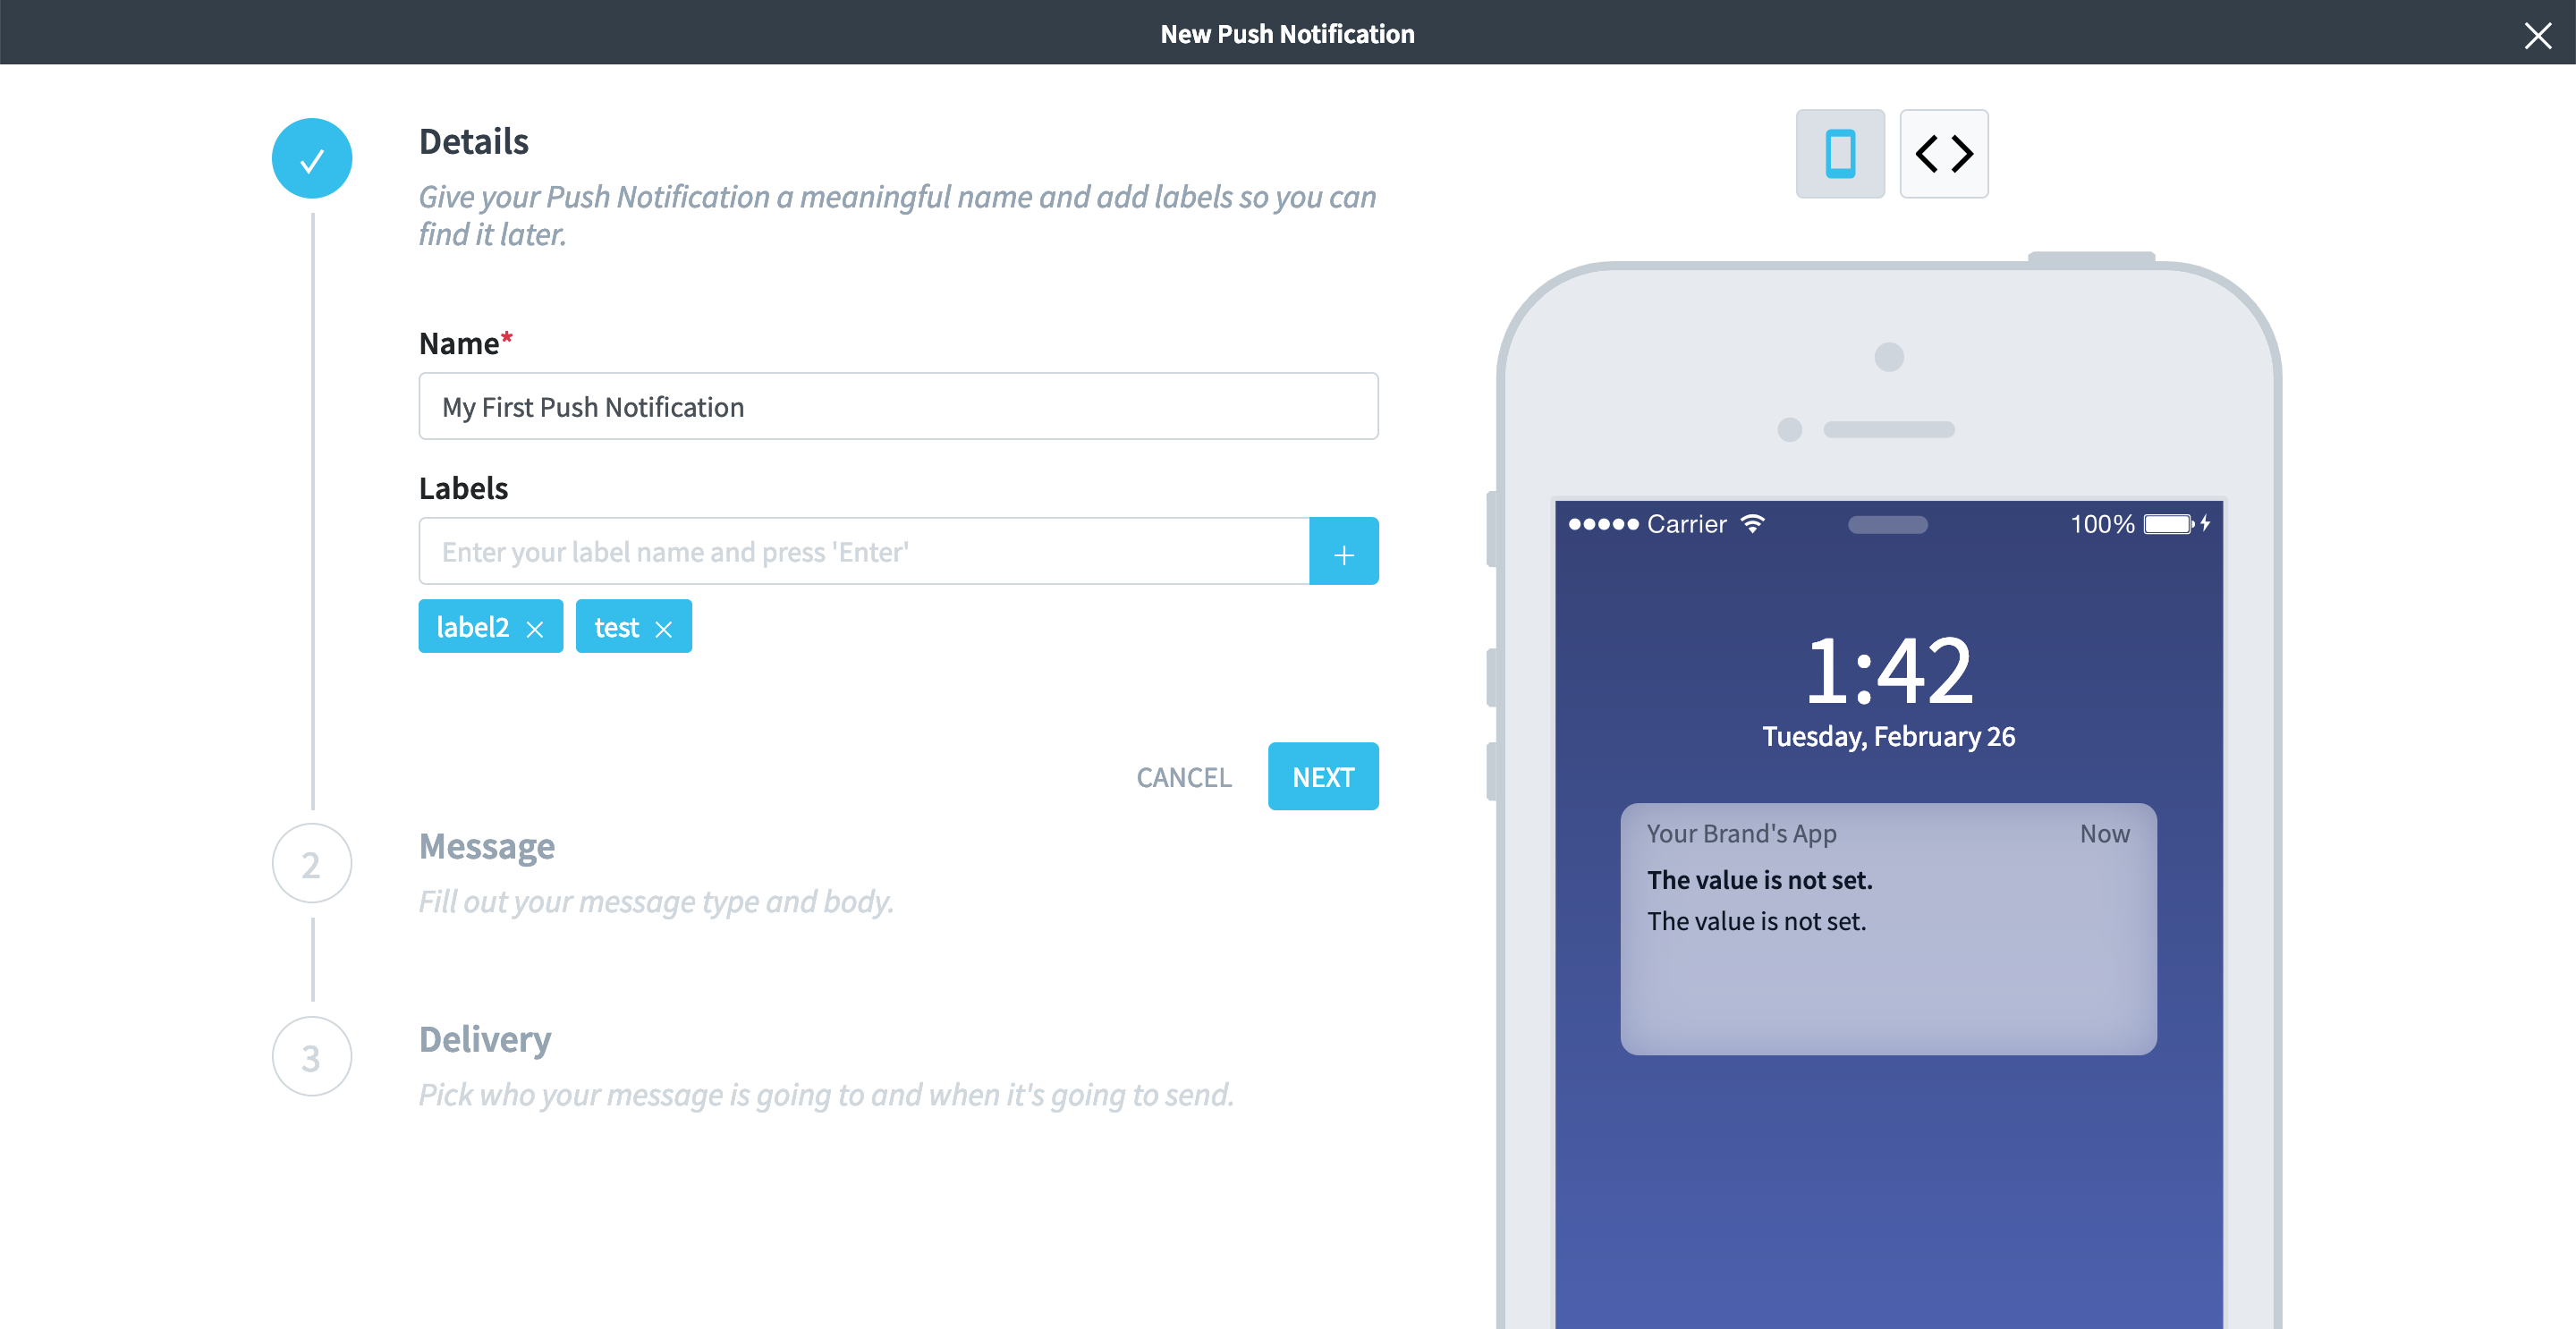 New Push Notification
Details
Give your Push Notification a meaningful name and add labels so you can
find it later.
Name*
My First Push Notification
Labels
Enter your label name and press 'Enter'
label2
test
CANCEL
NEXT
2
Message
Fill out your message type and body.
3
Delivery
Pick who your message is going to and when it's going to send.
Carrier
100%
1:42
Tuesday, February 26
Your Brand's App
Now
The value is not set.
The value is not set.